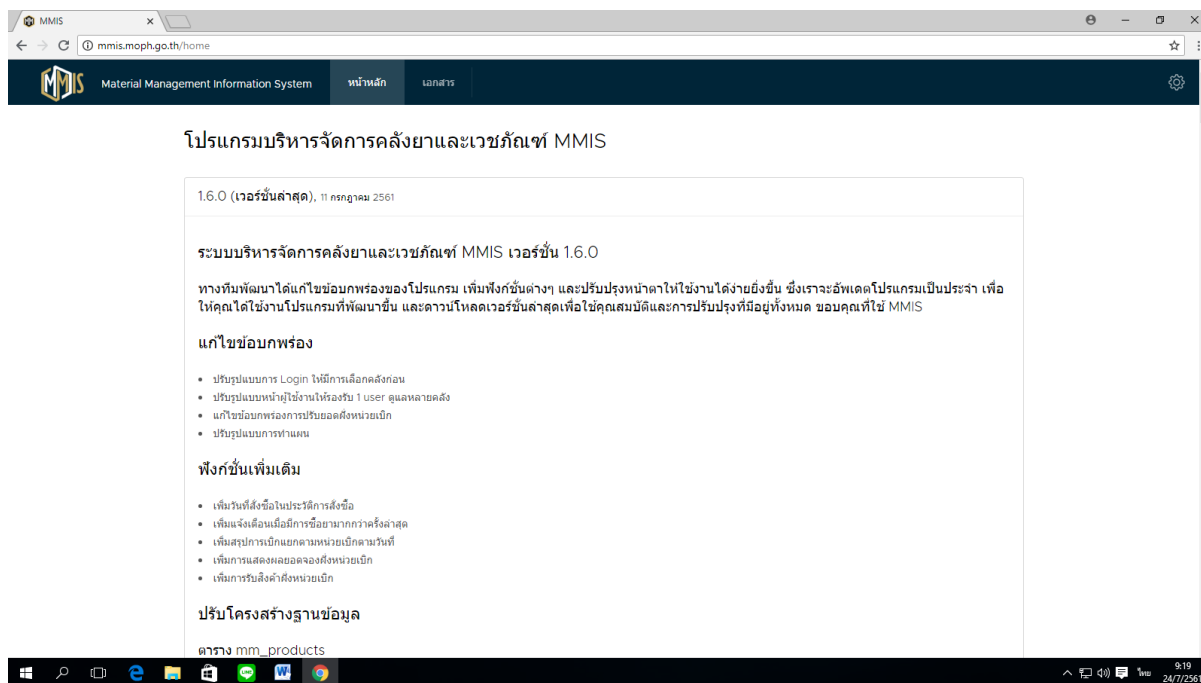 MMIS
mmis.moph.go.th/home
MMIS Material Management Information System หน้าหลัก เอกสาร
โปรแกรมบริหารจัดการคลังยาและเวชภัณฑ์ MMIS
1.6.0 (เวอร์ชั่นล่าสุด), 11 กรกฎาคม 2561
ระบบบริหารจัดการคลังยาและเวชภัณฑ์ MMIS เวอร์ชั่น 1.6.0
ทางทีมพัฒนาได้แก้ไขข้อบกพร่องของโปรแกรม เพิ่มฟังก์ชั่นต่างๆ และปรับปรุงหน้าตาให้ใช้งานได้ง่ายยิ่งขึ้น ซึ่งเราจะอัพเดตโปรแกรมเป็นประจำ เพื่อ
ให้คุณได้ใช้งานโปรแกรมที่พัฒนาขึ้น และดาวน์โหลดเวอร์ชั่นล่าสุดเพื่อใช้คุณสมบัติและการปรับปรุงที่มีอยู่ทั้งหมด ขอบคุณที่ใช้ MMIS
แก้ไขข้อบกพร่อง
• ปรับรูปแบบการ Login ให้มีการเลือกคลังก่อน
• ปรับรูปแบบหน้าผู้ใช้งานให้รองรับ 1 user ดูแลหลายคลัง
• แก้ไขข้อบกพร่องการปรับยอดฝั่งหน่วยเบิก
• ปรับรูปแบบการทำแผน
ฟังก์ชั่นเพิ่มเติม
• เพิ่มวันที่สั่งซื้อในประวัติการสั่งซื้อ
• เพิ่มแจ้งเตือนเมื่อมีการซื้อยามากกว่าครั้งล่าสุด
• เพิ่มสรุปการเบิกแยกตามหน่วยเบิกตามวันที่
• เพิ่มการแสดงผลยอดจองฝั่งหน่วยเบิก
• เพิ่มการรับสิ่งค้าฝั่งหน่วยเบิก
ปรับโครงสร้างฐานข้อมูล
ตาราง mm_products
LINE
ไทย
9:19
24/7/256